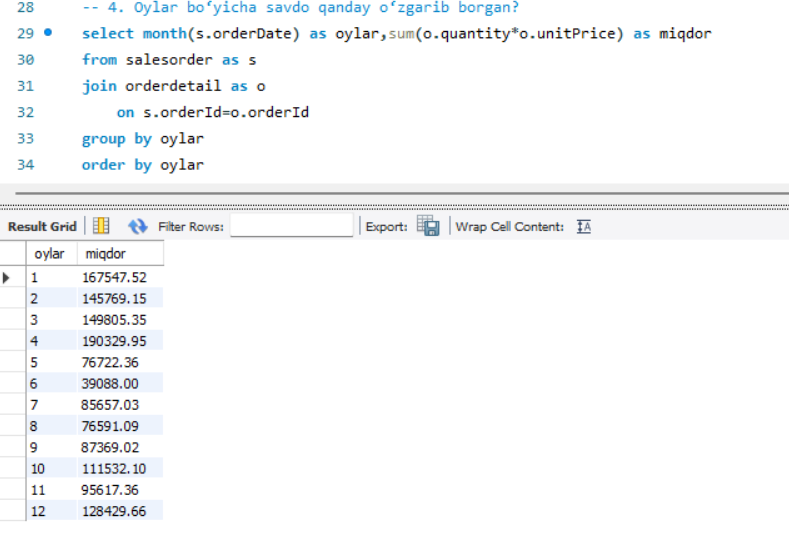 28 -- 4. Oylar bo‘yicha savdo qanday o‘zgarib borgan?
29 select month(s.orderDate) as oylar,sum(o.quantity*o.unitPrice) as miqdor
30 from salesorder as s
31 join orderdetail as o
32 on s.orderId=o.orderId
33 group by oylar
34 order by oylar
Result Grid Filter Rows: Export: Wrap Cell Content: IA
oylar miqdor
1 167547.52
2 145769.15
3 149805.35
4 190329.95
5 76722.36
6 39088.00
7 85657.03
8 76591.09
9 87369.02
10 111532.10
11 95617.36
12 128429.66